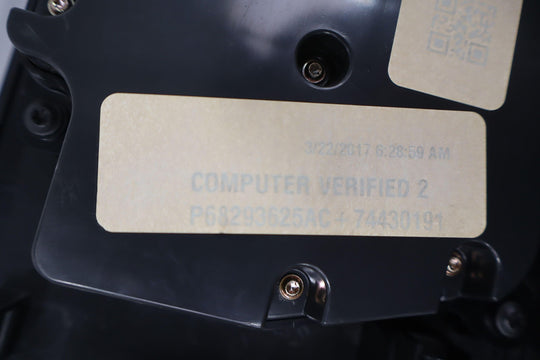 3/22/2017 6:28:59 AM
COMPUTER VERIFIED 2
P68293625AC + 74430191